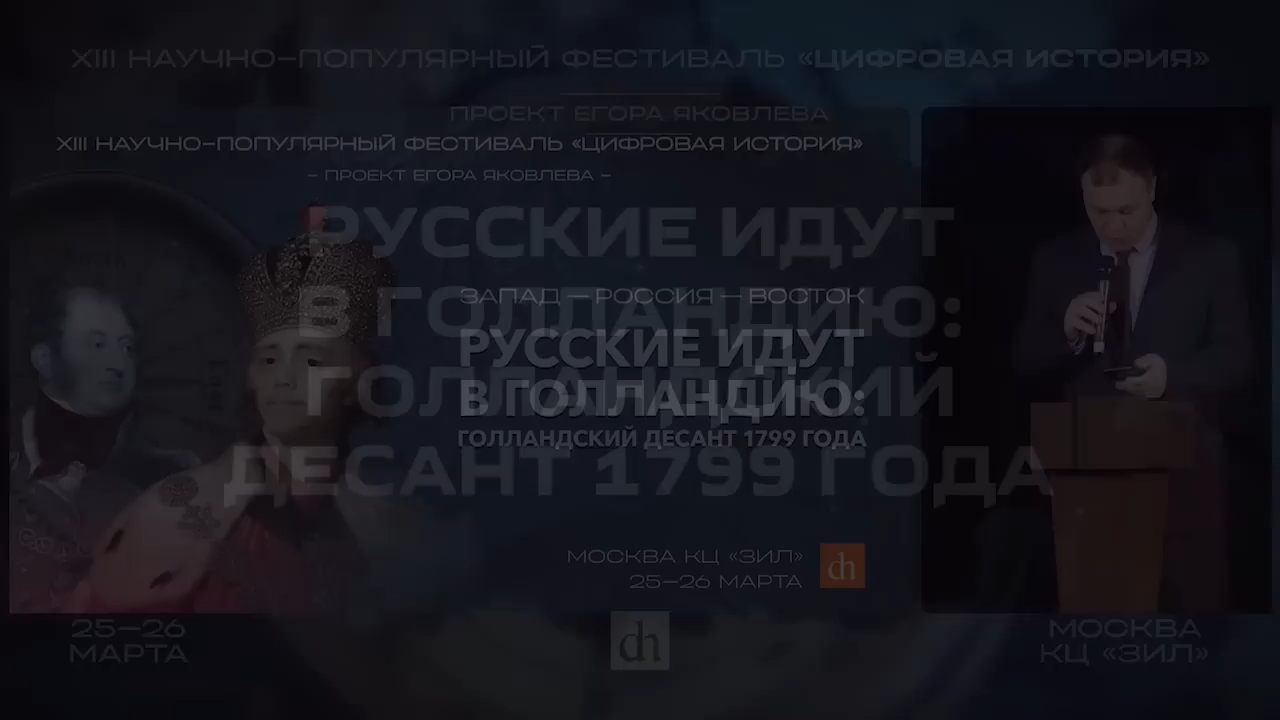 XIII НАУЧНО-ПОПУЛЯРНЫЙ ФЕСТИВАЛЬ «ЦИФРОВАЯ ИСТОРИЯ»
ПРОЕКТ ЕГОРА ЯКОВЛЕВА
XIII НАУЧНО-ПОПУЛЯРНЫЙ ФЕСТИВАЛЬ «ЦИФРОВАЯ ИСТОРИЯ»
– ПРОЕКТ ЕГОРА ЯКОВЛЕВА –
РУССКИЕ ИДУТ
В ГОЛЛАНДИЮ:
ГОЛЛАНДСКИЙ
ДЕСАНТ 1799 ГОДА
ЗАПАД — РОССИЯ — ВОСТОК
РУССКИЕ ИДУТ
В ГОЛЛАНДИЮ:
ГОЛЛАНДСКИЙ ДЕСАНТ 1799 ГОДА
МОСКВА КЦ «ЗИЛ»
25—26 МАРТА
dh
25—26
МАРТА
dh
МОСКВА
КЦ «ЗИЛ»